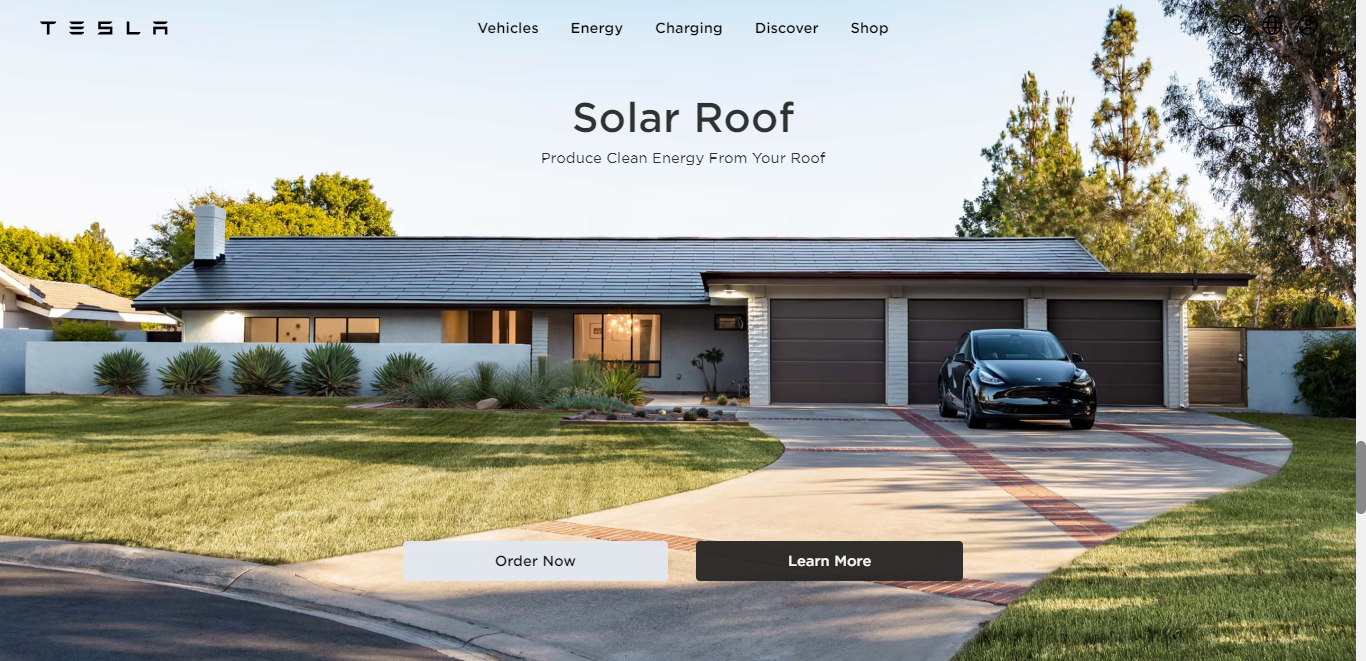 TESLA
Vehicles Energy Charging Discover Shop
Solar Roof
Produce Clean Energy From Your Roof
Order Now Learn More